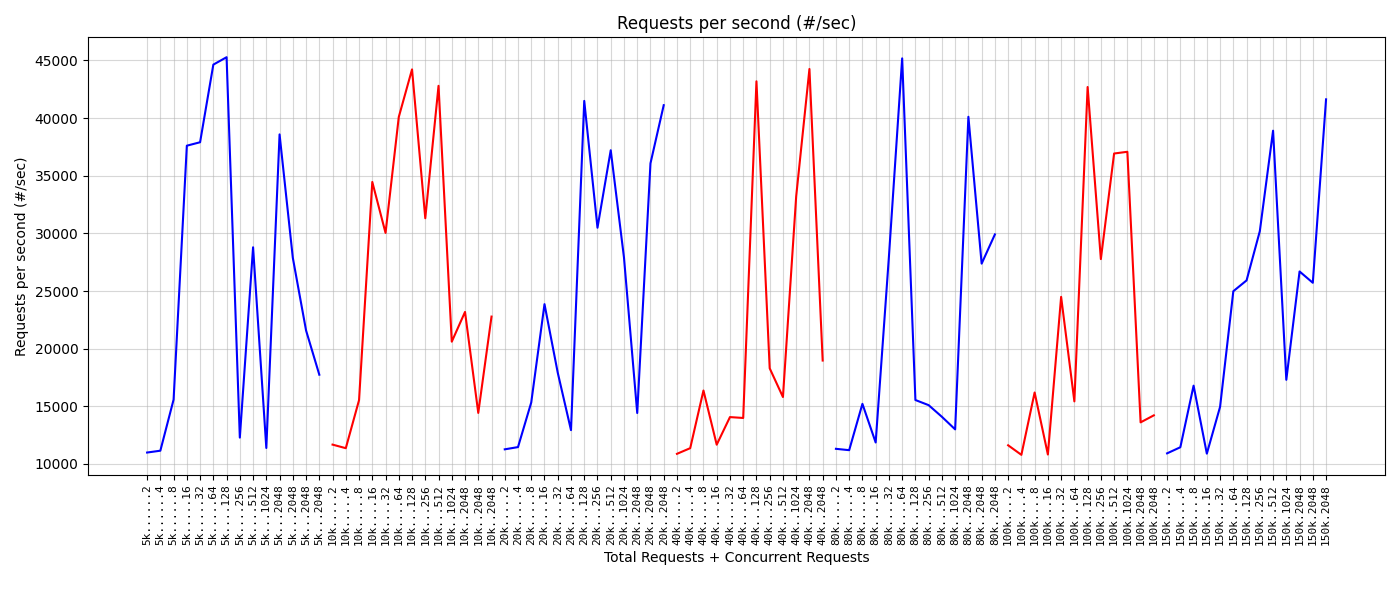 Requests per second (#/sec)
Requests per second (#/sec)
45000
40000
35000
30000
25000
20000
15000
10000
5k......2
5k......4
5k......8
5k.....16
5k.....32
5k.....64
5k....128
5k....256
5k....512
5k...1024
5k...2048
5k...2048
5k...2048
5k...2048
10k.....2
10k.....4
10k.....8
10k....16
10k....32
10k....64
10k...128
10k...256
10k...512
10k..1024
10k..2048
10k..2048
10k..2048
20k.....2
20k.....4
20k.....8
20k....16
20k....32
20k....64
20k...128
20k...256
20k...512
20k..1024
20k..2048
20k..2048
20k..2048
40k.....2
40k.....4
40k.....8
40k....16
40k....32
40k....64
40k...128
40k...256
40k...512
40k..1024
40k..2048
40k..2048
80k.....2
80k.....4
80k.....8
80k....16
80k....32
80k....64
80k...128
80k...256
80k...512
80k..1024
80k..2048
80k..2048
80k..2048
100k....2
100k....4
100k....8
100k...16
100k...32
100k...64
100k..128
100k..256
100k..512
100k.1024
100k.2048
100k.2048
150k....2
150k....4
150k....8
150k...16
150k...32
150k...64
150k..128
150k..256
150k..512
150k.1024
150k.2048
150k.2048
150k.2048
Total Requests + Concurrent Requests